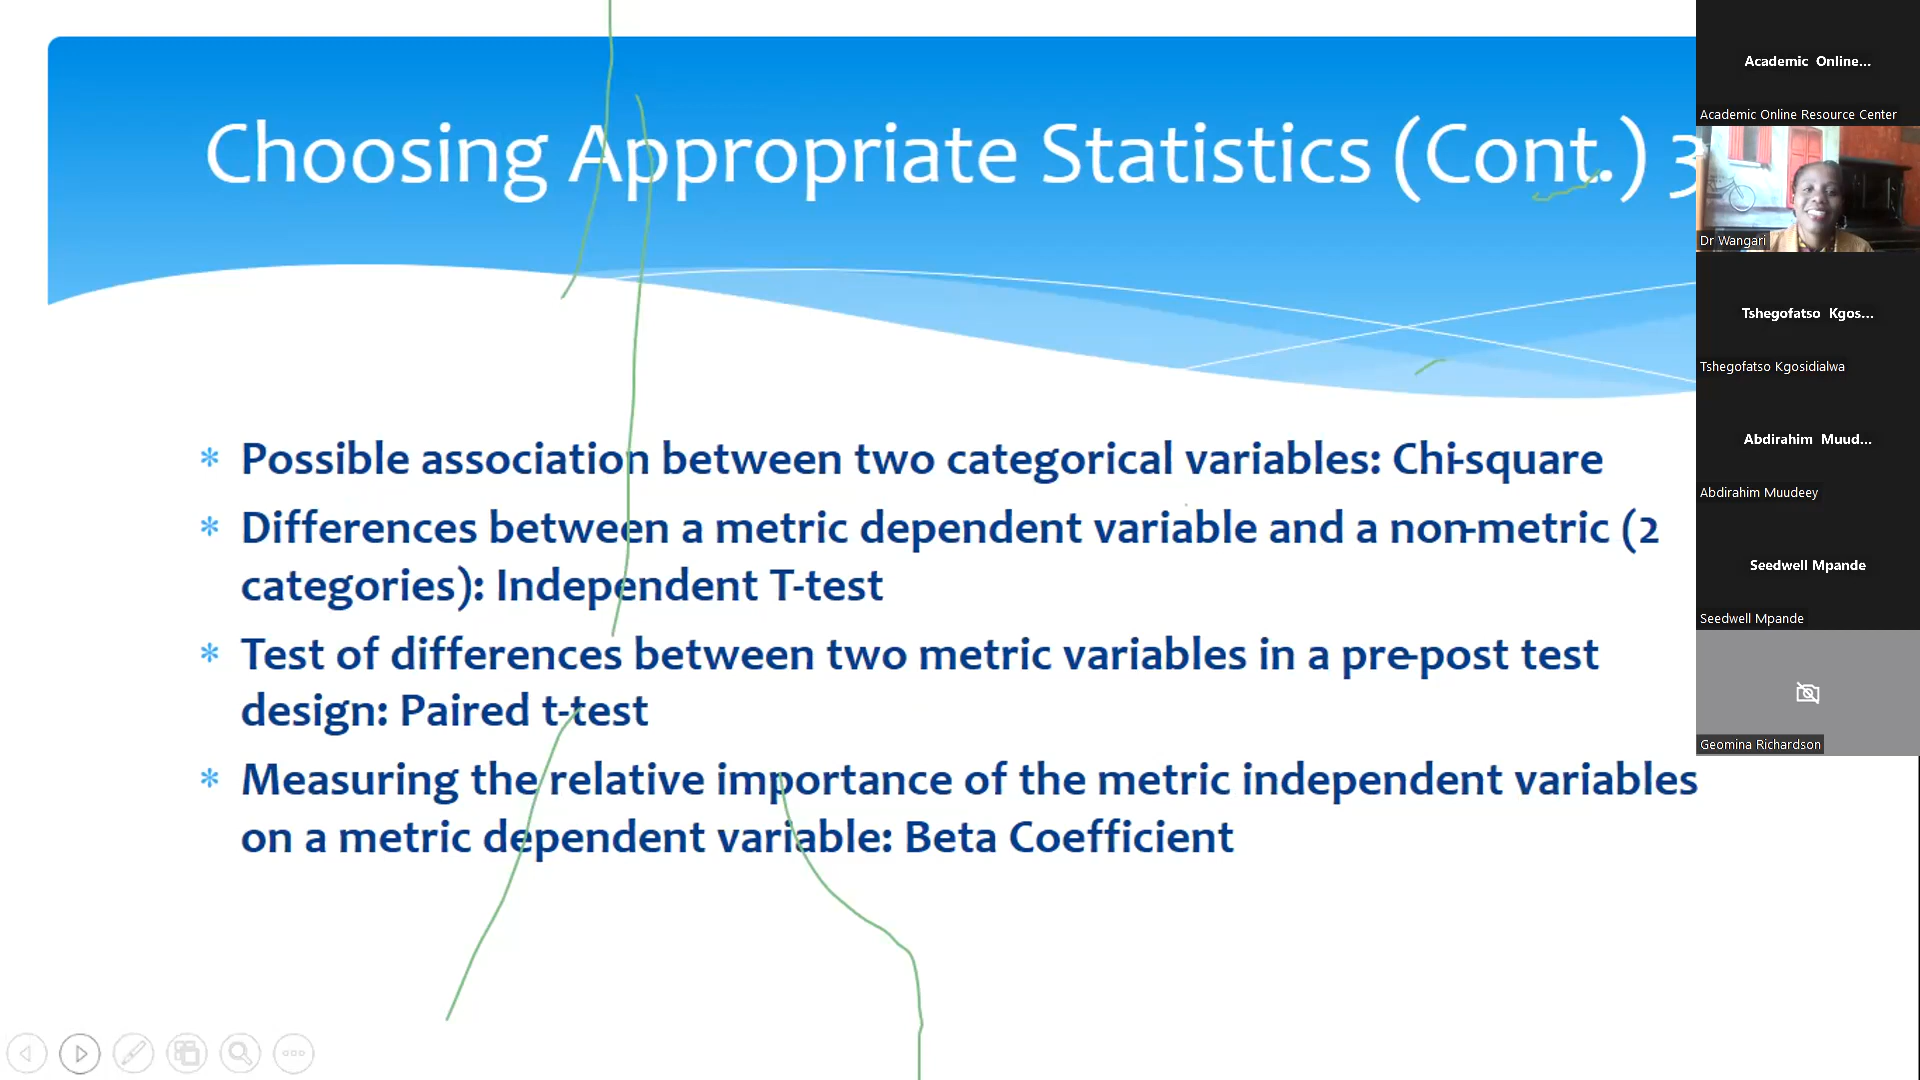 Choosing Appropriate Statistics (Cont.) 3
* Possible association between two categorical variables: Chi-square
* Differences between a metric dependent variable and a non-metric (2
categories): Independent T-test
* Test of differences between two metric variables in a pre-post test
design: Paired t-test
* Measuring the relative importance of the metric independent variables
on a metric dependent variable: Beta Coefficient
Academic Online...
Academic Online Resource Center
Dr Wangari
Tshegofatso Kgos...
Tshegofatso Kgosidialwa
Abdirahim Muud...
Abdirahim Muudeey
Seedwell Mpande
Seedwell Mpande
Geomina Richardson